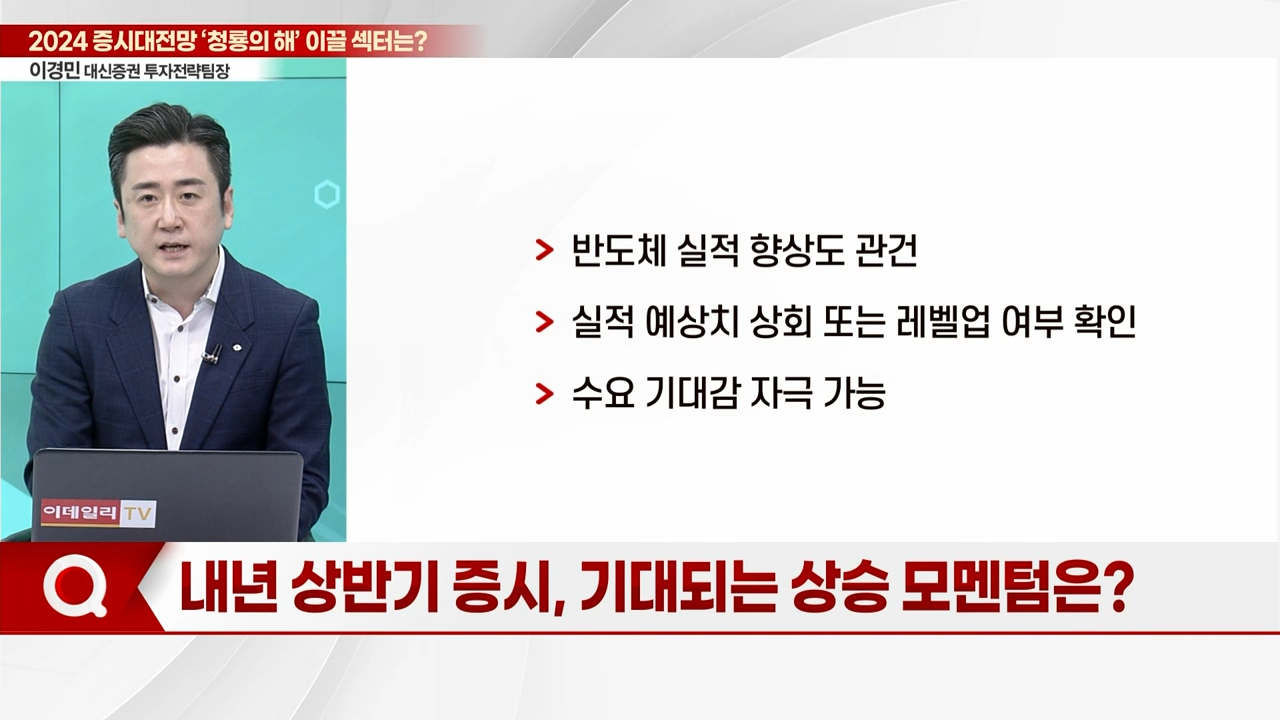 2024 증시대전망 ‘청룡의 해’ 이끌 섹터는?
이경민 대신증권 투자전략팀장
> 반도체 실적 향상도 관건
> 실적 예상치 상회 또는 레벨업 여부 확인
> 수요 기대감 자극 가능
이데일리TV
Q 내년 상반기 증시, 기대되는 상승 모멘텀은?